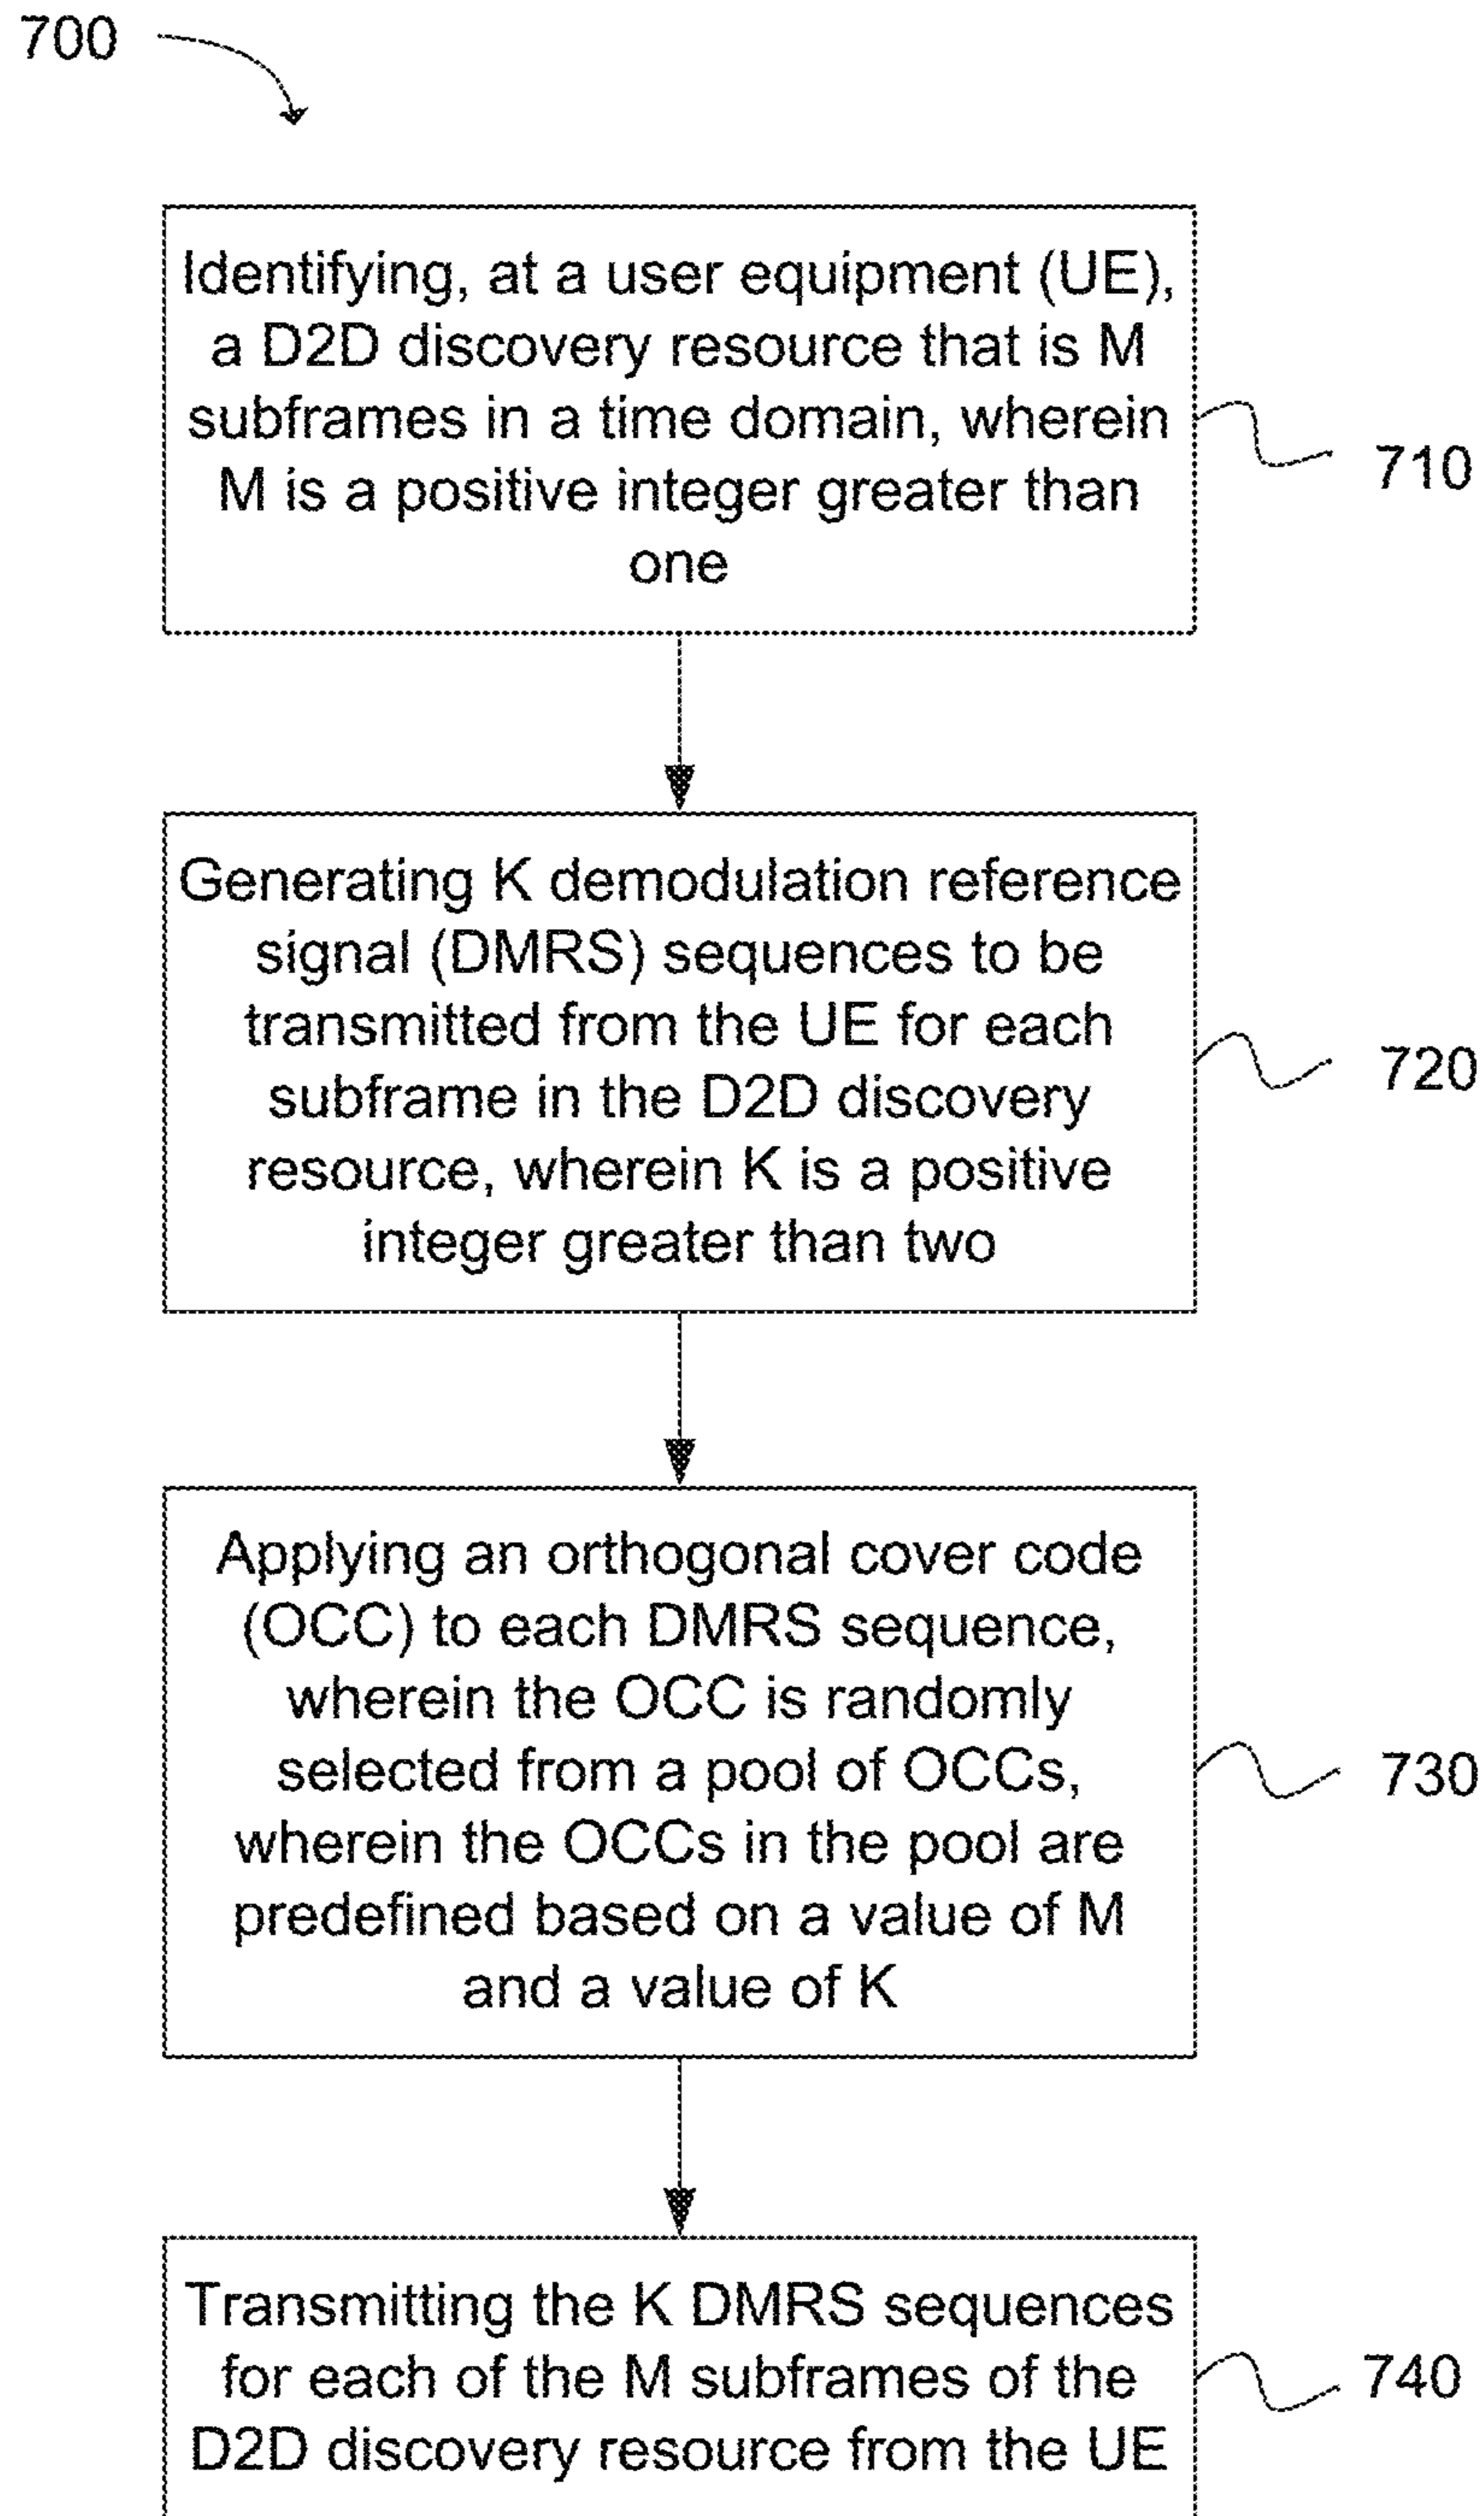 700
Identifying, at a user equipment (UE),
a D2D discovery resource that is M
subframes in a time domain, wherein
M is a positive integer greater than
one
710
Generating K demodulation reference
signal (DMRS) sequences to be
transmitted from the UE for each
subframe in the D2D discovery
resource, wherein K is a positive
integer greater than two
720
Applying an orthogonal cover code
(OCC) to each DMRS sequence,
wherein the OCC is randomly
selected from a pool of OCCs,
wherein the OCCs in the pool are
predefined based on a value of M
and a value of K
730
Transmitting the K DMRS sequences
for each of the M subframes of the
D2D discovery resource from the UE
740